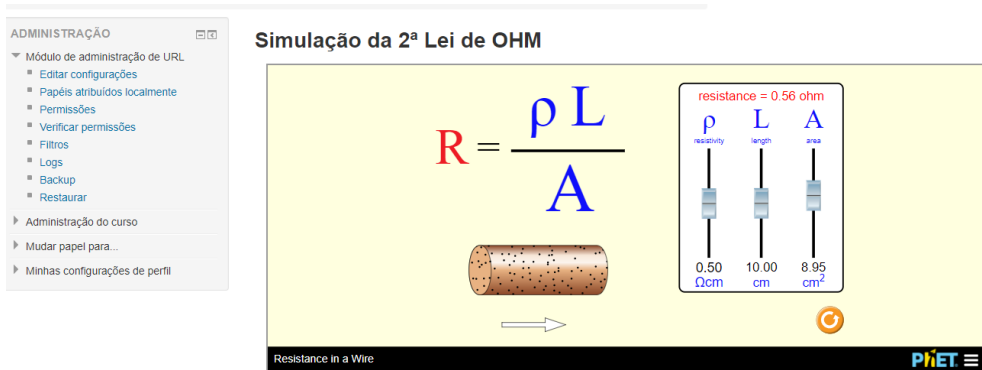 ADMINISTRAÇÃO
Módulo de administração de URL
Editar configurações
Papéis atribuídos localmente
Permissões
Verificar permissões
Filtros
Logs
Backup
Restaurar
Administração do curso
Mudar papel para...
Minhas configurações de perfil
Simulação da 2ª Lei de OHM
R = ρ L / A
resistance = 0.56 ohm
ρ L A
resistivity length area
0.50 10.00 8.95
Ωcm cm cm²
Resistance in a Wire
PhET